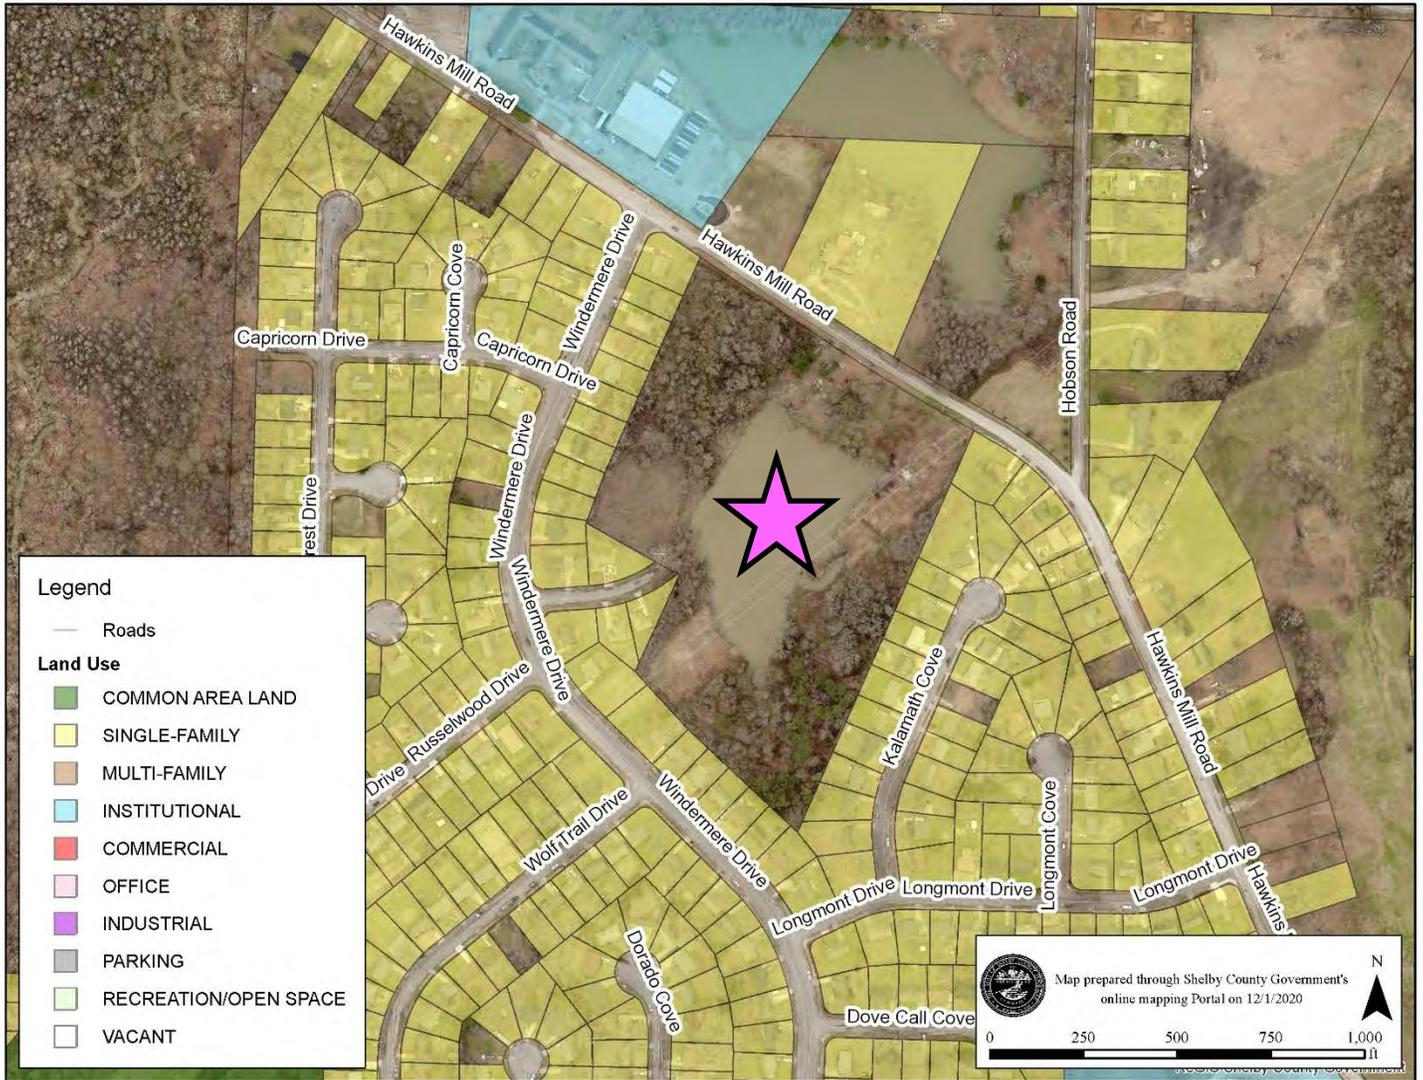 Hawkins Mill Road
Hawkins Mill Road
Windermere Drive
Capricorn Cove
Capricorn Drive
Capricorn Drive
Hobson Road
Windermere Drive
rest Drive
Windermere Drive
Kalamath Cove
Hawkins Mill Road
Drive
Russelwood Drive
Wolf Trail Drive
Windermere Drive
Longmont Cove
Longmont Drive
Longmont Drive
Longmont Drive
Hawkins
Dorado Cove
Dove Call Cove
Legend
Roads
Land Use
COMMON AREA LAND
SINGLE-FAMILY
MULTI-FAMILY
INSTITUTIONAL
COMMERCIAL
OFFICE
INDUSTRIAL
PARKING
RECREATION/OPEN SPACE
VACANT
Map prepared through Shelby County Government's
online mapping Portal on 12/1/2020
N
0 250 500 750 1,000
ft